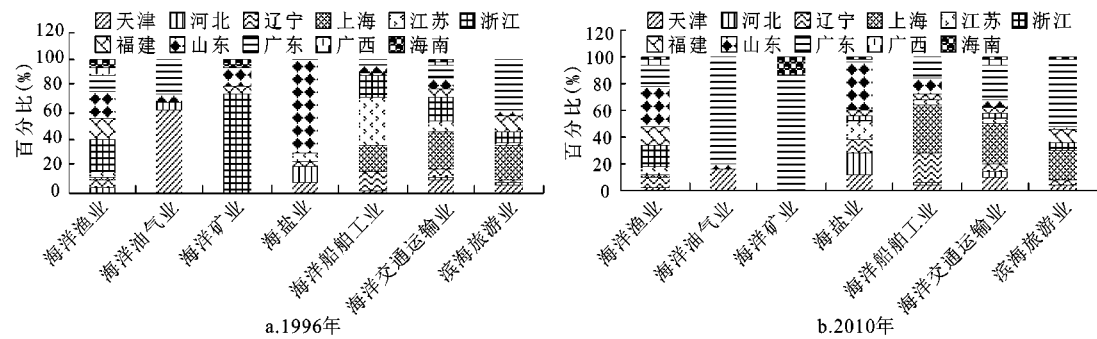 天津 河北 辽宁 上海 江苏 浙江
福建 山东 广东 广西 海南
百分比(%)
120
100
80
60
40
20
0
海洋渔业
海洋油气业
海洋矿业
海盐业
海洋船舶工业
海洋交通运输业
滨海旅游业
a.1996年
天津 河北 辽宁 上海 江苏 浙江
福建 山东 广东 广西 海南
百分比(%)
120
100
80
60
40
20
0
海洋渔业
海洋油气业
海洋矿业
海盐业
海洋船舶工业
海洋交通运输业
滨海旅游业
b.2010年